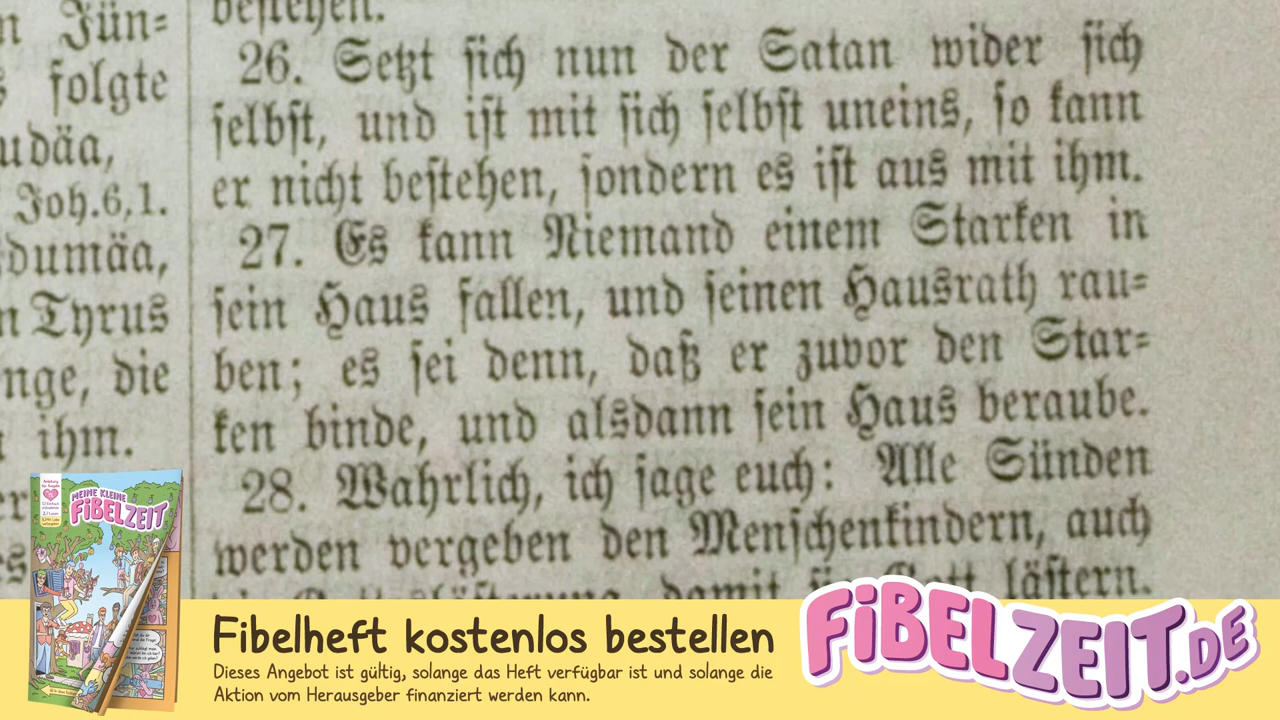 n Jün=
s folgte
udäa,
Joh.6,1.
dumäa,
n Tyrus
nge, die
ihm.
er
es
bestehen.
26. Setzt sich nun der Satan wider sich
selbst, und ist mit sich selbst uneins, so kann
er nicht bestehen, sondern es ist aus mit ihm.
27. Es kann Niemand einem Starken in
sein Haus fallen, und seinen Hausrath rau=
ben; es sei denn, daß er zuvor den Star=
ken binde, und alsdann sein Haus beraube.
28. Wahrlich, ich sage euch: Alle Sünden
werden vergeben den Menschenkindern, auch
damit sie Gott lästern.
MEINE KLEINE
FIBELZEIT
Fibelheft kostenlos bestellen
Dieses Angebot ist gültig, solange das Heft verfügbar ist und solange die
Aktion vom Herausgeber finanziert werden kann.
FIBELZEIT.DE